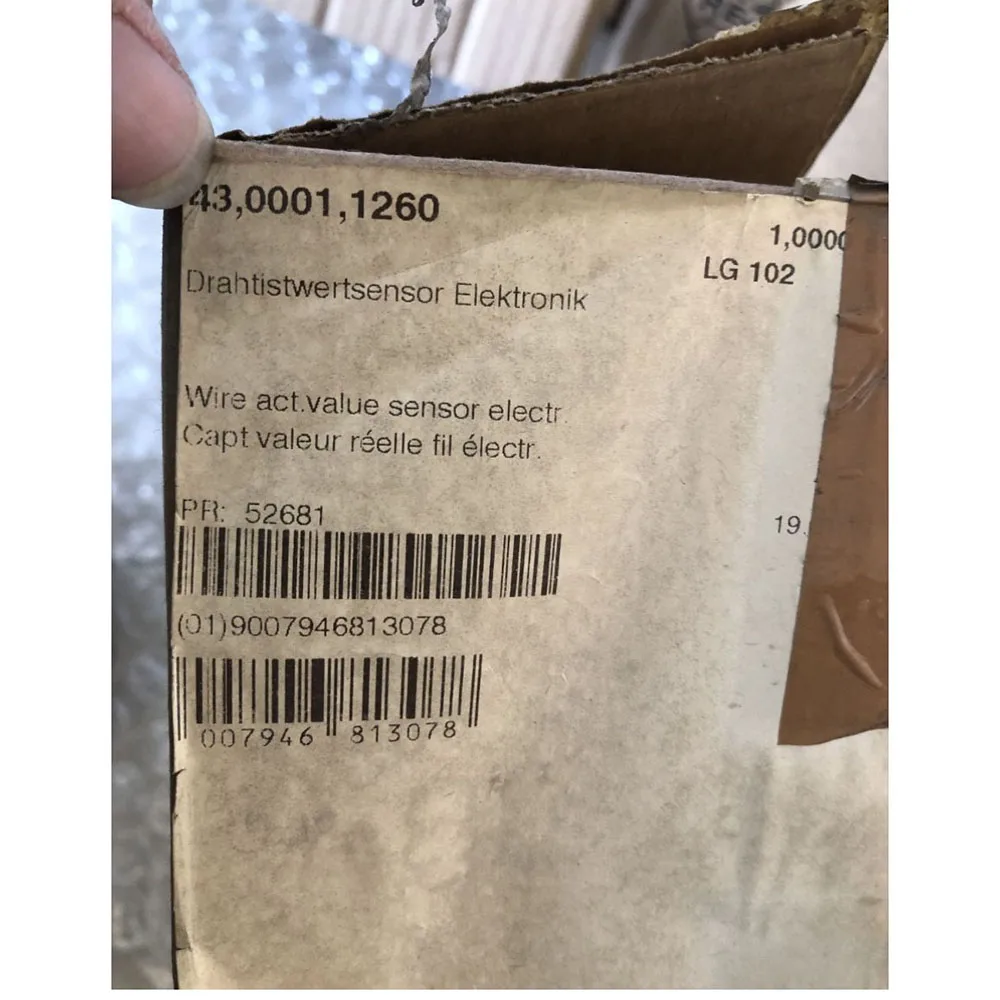 43,0001,1260
1,0000
LG 102
Drahtistwertsensor Elektronik
Wire act.value sensor electr.
Capt valeur réelle fil électr.
PR: 52681
19.
(01)9007946813078
007946 813078